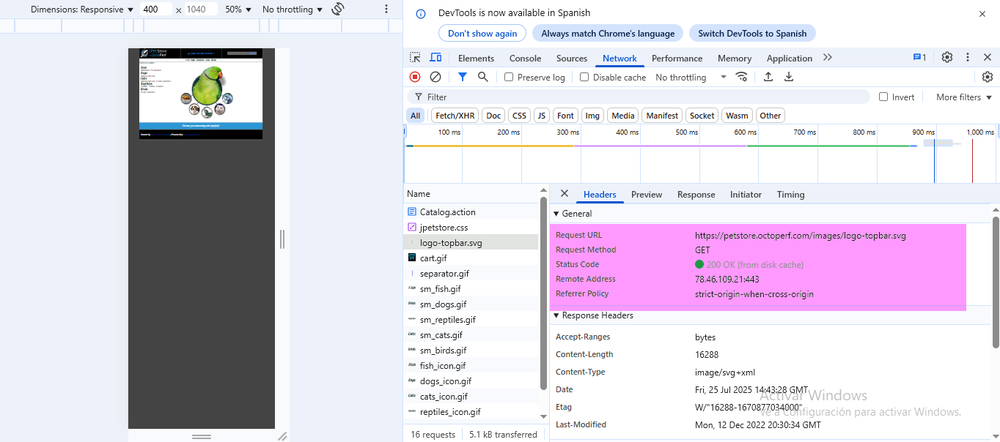 Dimensions: Responsive ▼ 400 x 1040 50% ▼ No throttling ▼
DevTools is now available in Spanish
Don't show again Always match Chrome's language Switch DevTools to Spanish
Elements Console Sources Network Performance Memory Application 1
Preserve log Disable cache No throttling
Filter Invert More filters
All Fetch/XHR Doc CSS JS Font Img Media Manifest Socket Wasm Other
100 ms 200 ms 300 ms 400 ms 500 ms 600 ms 700 ms 800 ms 900 ms 1,000 ms
Name
Catalog.action
jpetstore.css
logo-topbar.svg
cart.gif
separator.gif
sm_fish.gif
sm_dogs.gif
sm_reptiles.gif
sm_cats.gif
sm_birds.gif
fish_icon.gif
dogs_icon.gif
cats_icon.gif
reptiles_icon.gif
16 requests 5.1 kB transferred
Headers Preview Response Initiator Timing
▼ General
Request URL https://petstore.octoperf.com/images/logo-topbar.svg
Request Method GET
Status Code 200 OK (from disk cache)
Remote Address 78.46.109.21:443
Referrer Policy strict-origin-when-cross-origin
▼ Response Headers
Accept-Ranges bytes
Content-Length 16288
Content-Type image/svg+xml
Date Fri, 25 Jul 2025 14:43:28 GMT
Etag W/"16288-1670877034000"
Last-Modified Mon, 12 Dec 2022 20:30:34 GMT
Activar Windows
Ve a Configuración para activar Windows.